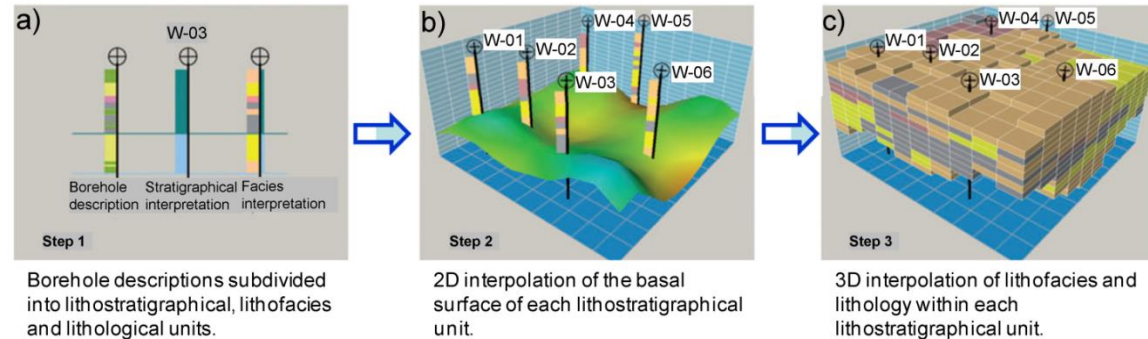 a)
W-03
Borehole
description
Stratigraphical
interpretation
Facies
interpretation
Step 1
Borehole descriptions subdivided
into lithostratigraphical, lithofacies
and lithological units.
b)
W-04
W-05
W-01
W-02
W-03
W-06
Step 2
2D interpolation of the basal
surface of each lithostratigraphical
unit.
c)
W-04
W-05
W-01
W-02
W-03
W-06
Step 3
3D interpolation of lithofacies and
lithology within each
lithostratigraphical unit.